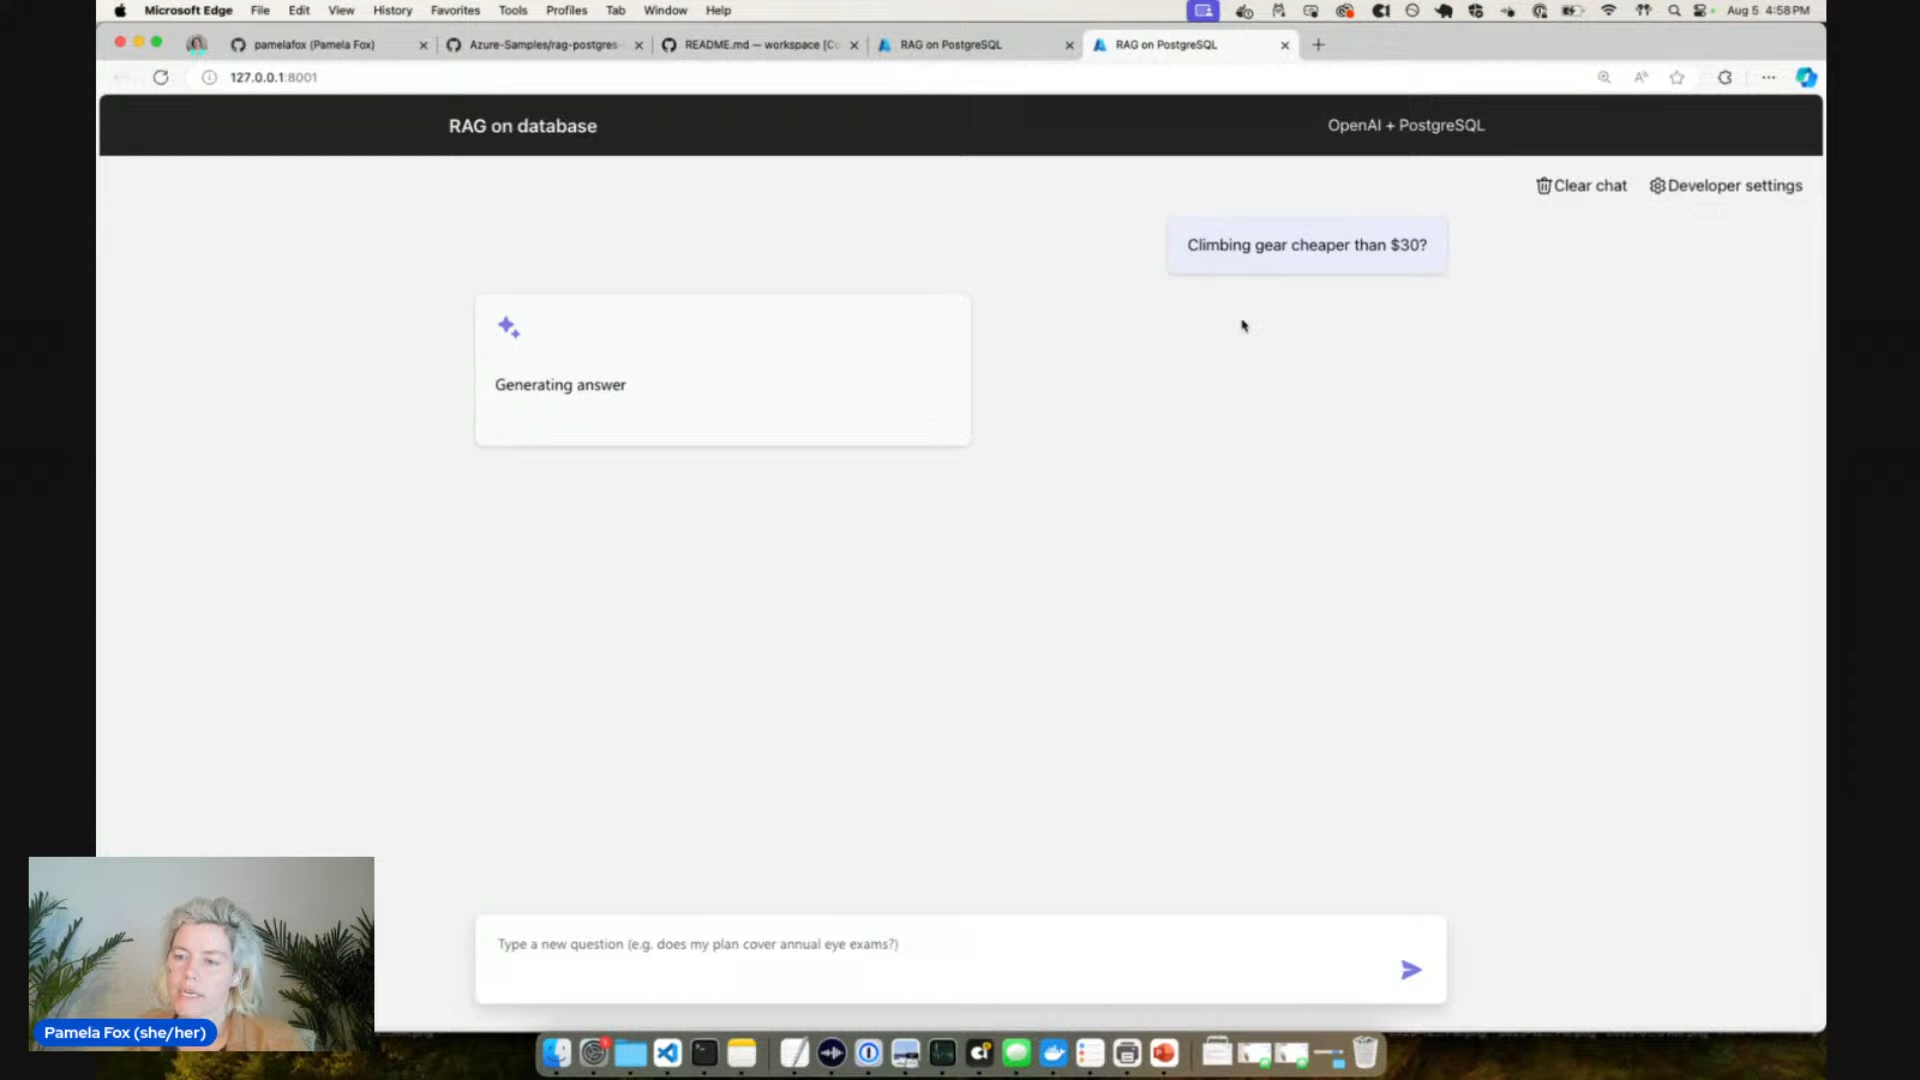 Microsoft Edge File Edit View History Favorites Tools Profiles Tab Window Help Aug 5 4:58 PM
pamelafox (Pamela Fox) Azure-Samples/rag-postgres- README.md — workspace [Co RAG on PostgreSQL RAG on PostgreSQL
127.0.0.1:8001
RAG on database OpenAI + PostgreSQL
Clear chat Developer settings
Climbing gear cheaper than $30?
Generating answer
Type a new question (e.g. does my plan cover annual eye exams?)
Pamela Fox (she/her)